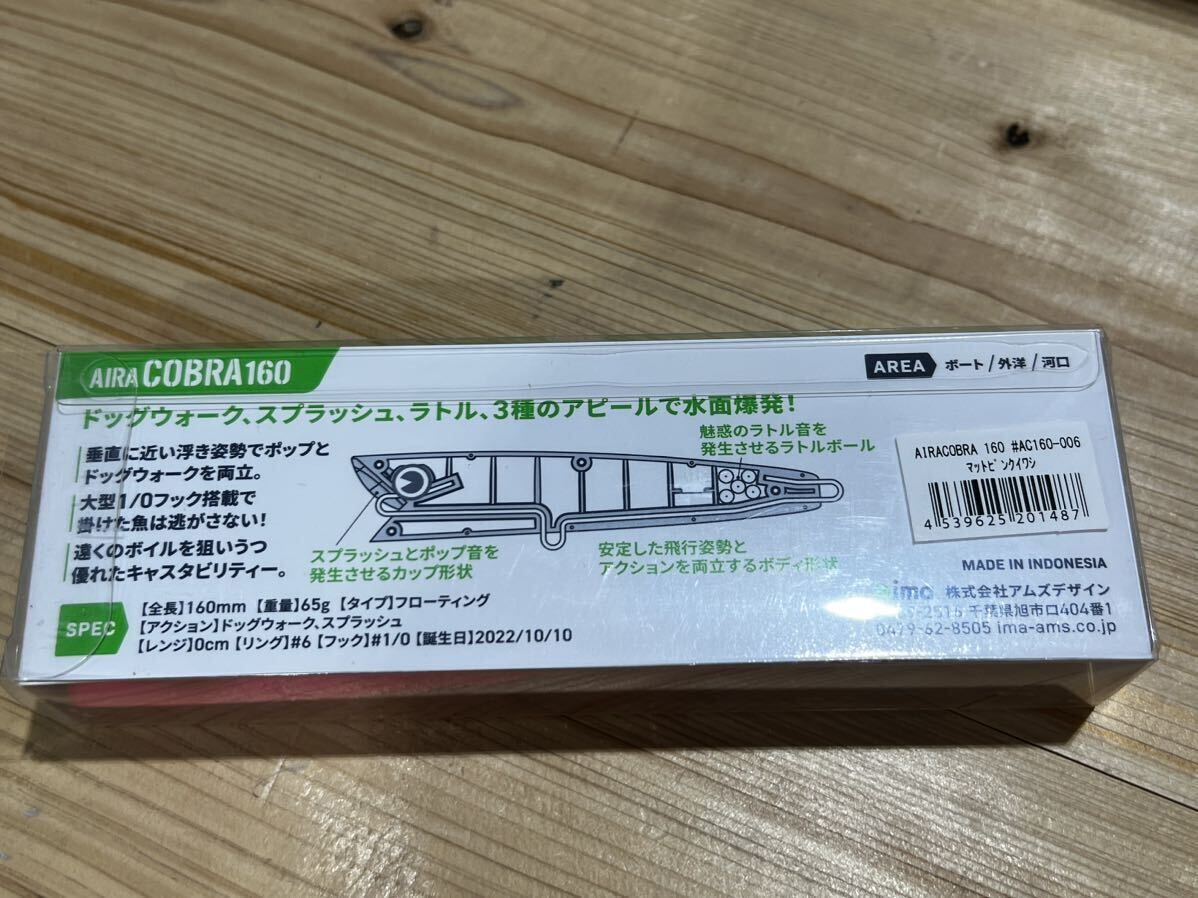 AIRA COBRA160
AREA ボート/外洋/河口
ドッグウォーク、スプラッシュ、ラトル、3種のアピールで水面爆発!
垂直に近い浮き姿勢でポップと
ドッグウォークを両立。
大型1/0フック搭載で
掛けた魚は逃がさない!
遠くのボイルを狙いうつ
優れたキャスタビリティー。
魅惑のラトル音を
発生させるラトルボール
スプラッシュとポップ音を
発生させるカップ形状
安定した飛行姿勢と
アクションを両立するボディ形状
AIRACOBRA 160 #AC160-006
マットピンクイワシ
4539625201487
MADE IN INDONESIA
ima 株式会社アムズデザイン
-2516 千葉県旭市ロ404番1
0479-62-8505 ima-ams.co.jp
SPEC
【全長】160mm【重量】65g【タイプ】フローティング
【アクション】ドッグウォーク、スプラッシュ
【レンジ】0cm【リング】#6【フック】#1/0【誕生日】2022/10/10